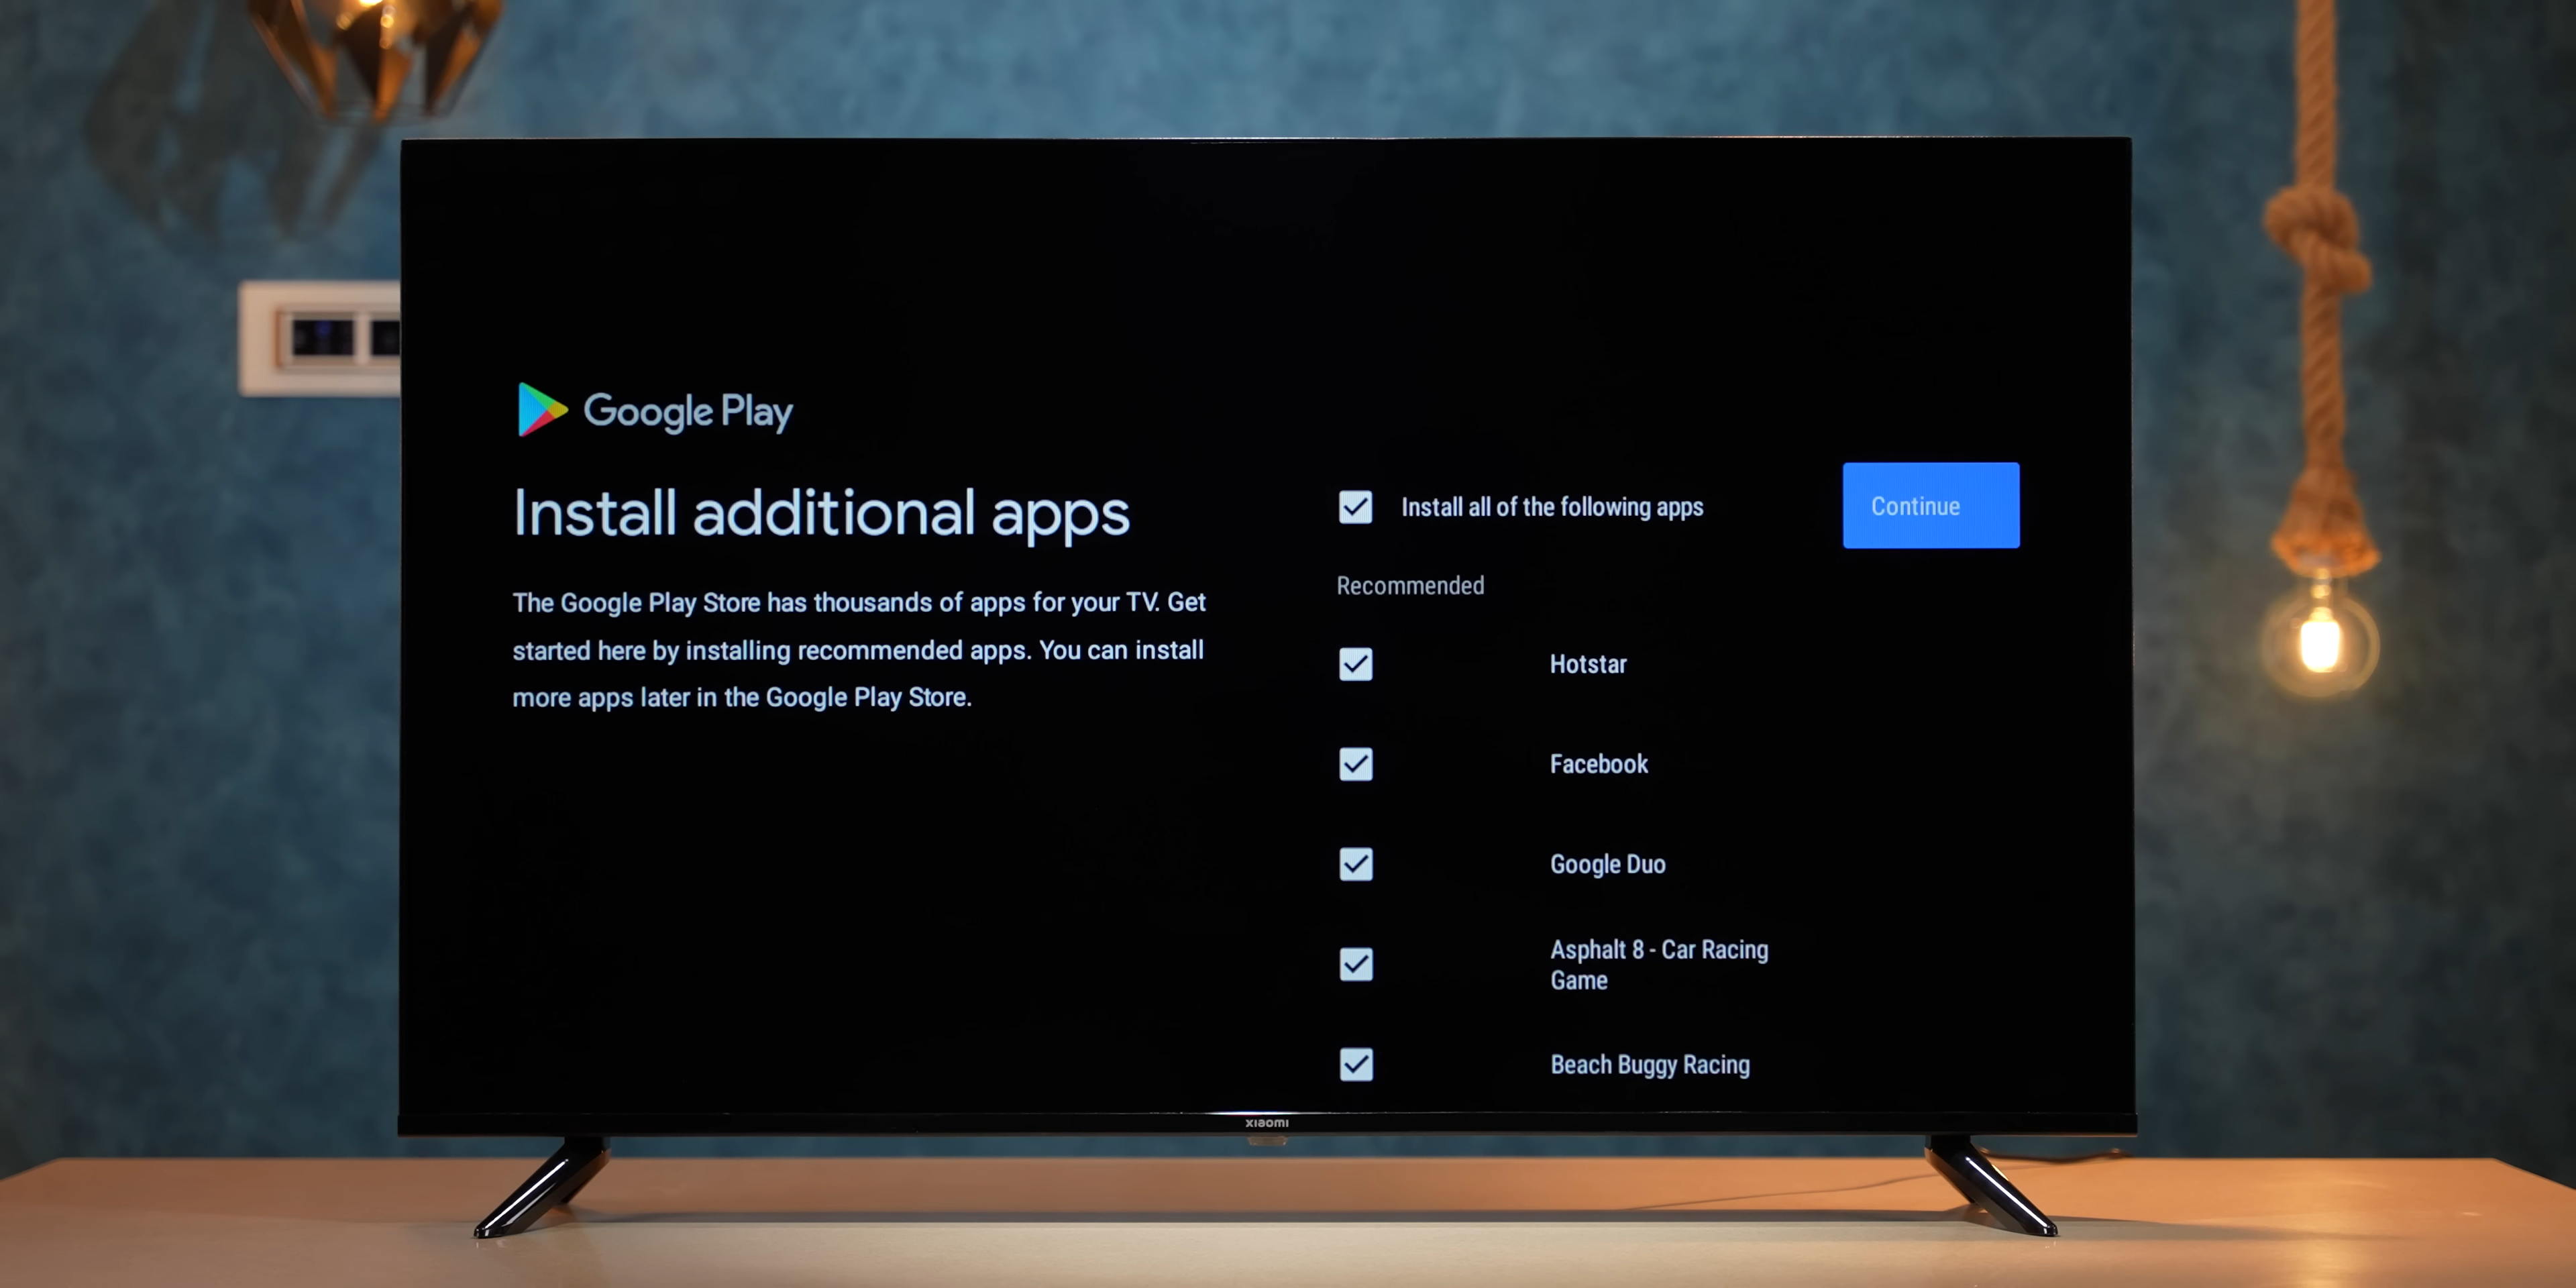 Google Play
Install additional apps
The Google Play Store has thousands of apps for your TV. Get
started here by installing recommended apps. You can install
more apps later in the Google Play Store.
Install all of the following apps
Continue
Recommended
Hotstar
Facebook
Google Duo
Asphalt 8 - Car Racing
Game
Beach Buggy Racing
xiaomi